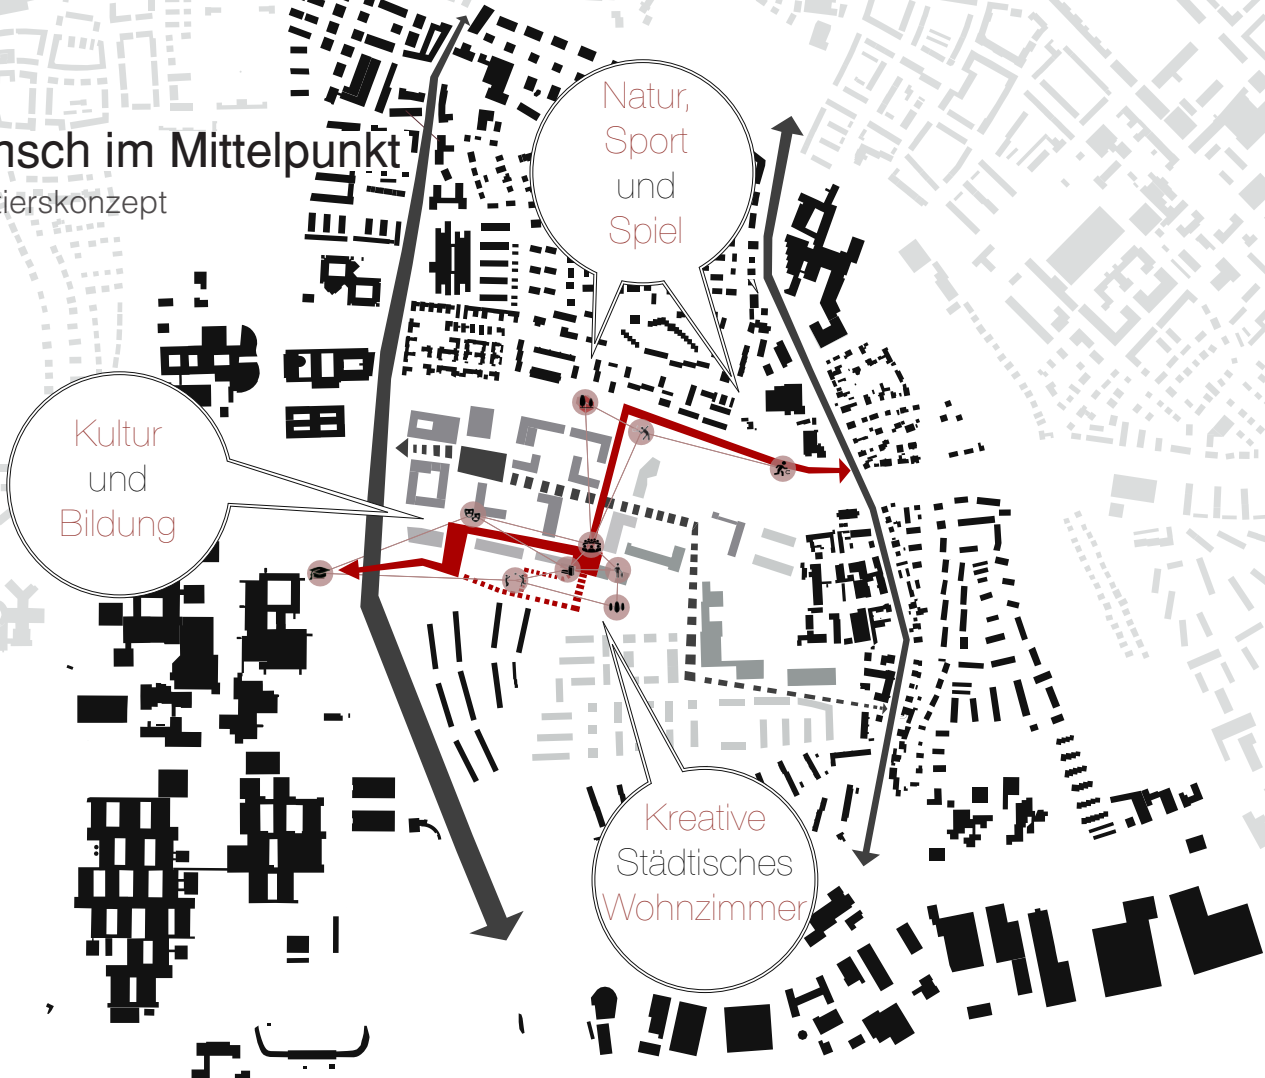 nsch im Mittelpunkt
tierskonzept
Natur,
Sport
und
Spiel
Kultur
und
Bildung
Kreative
Städtisches
Wohnzimmer